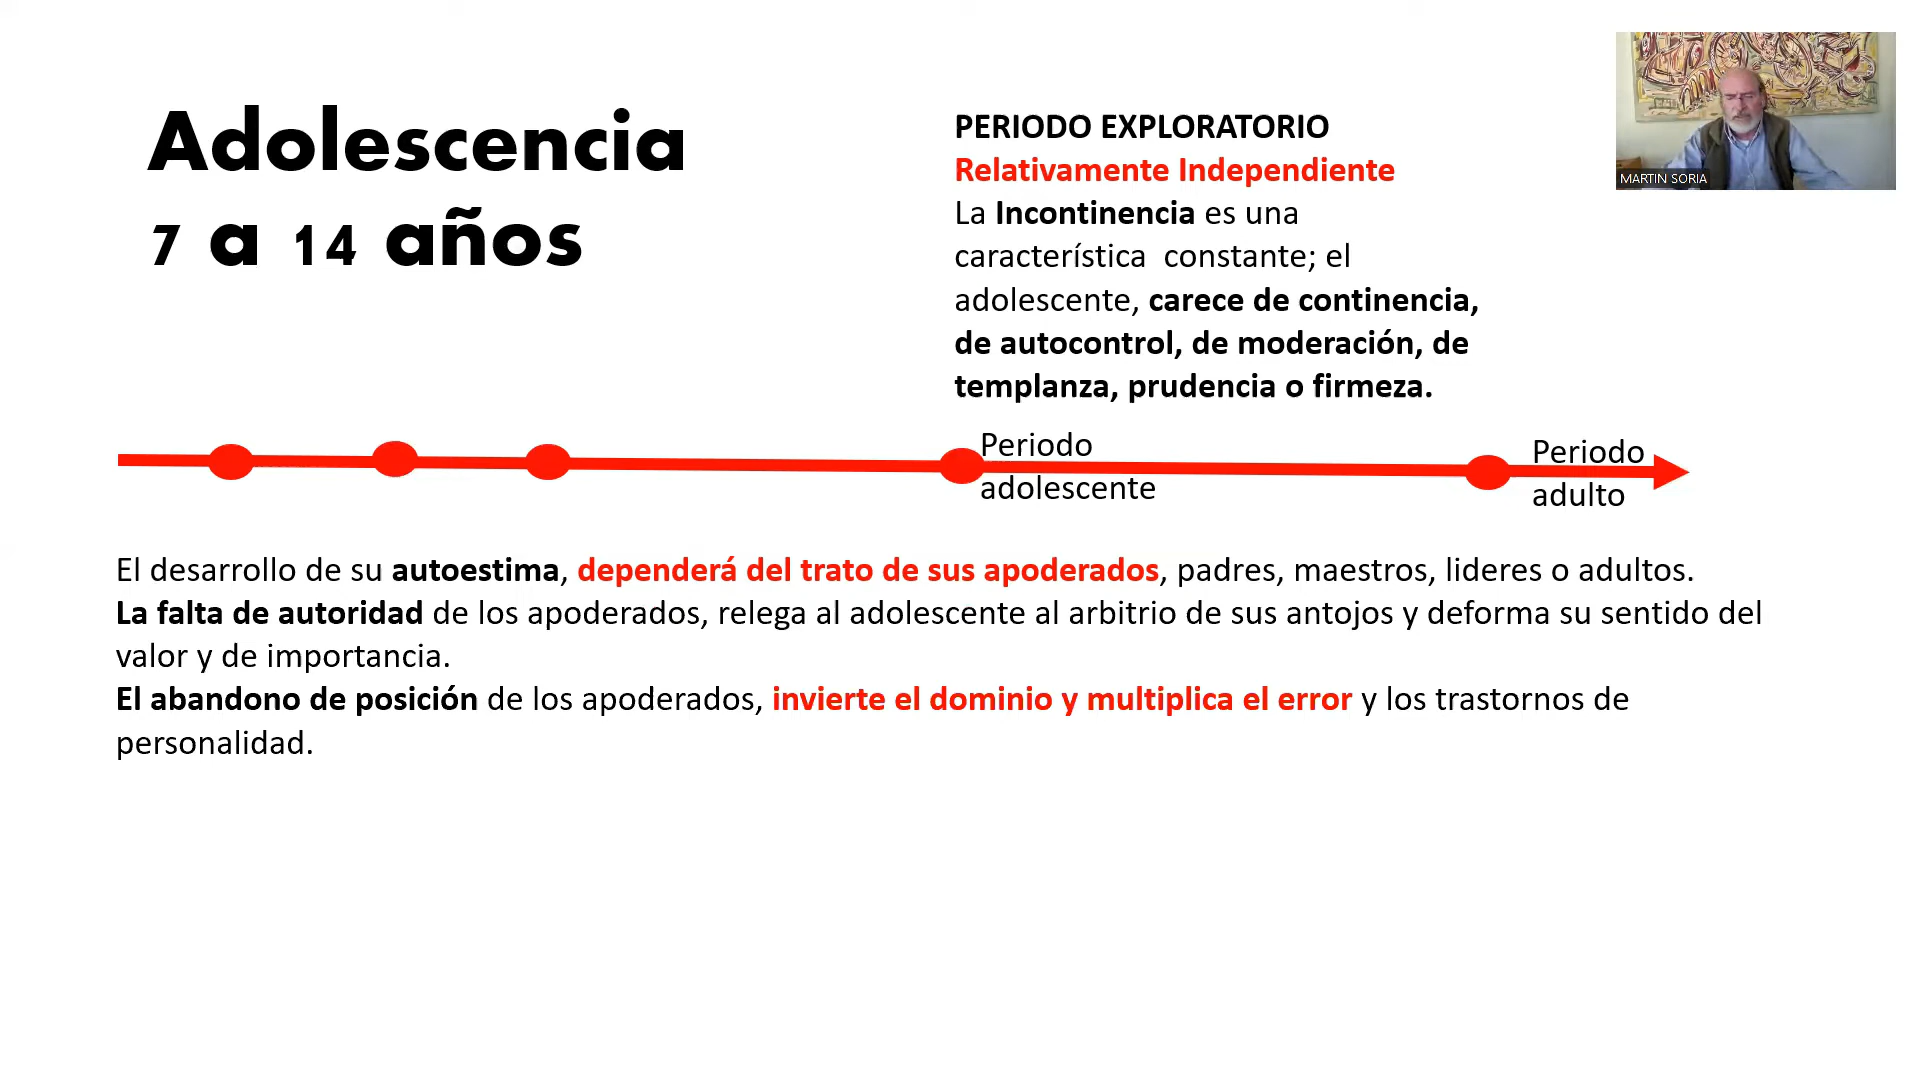 Adolescencia
7 a 14 años
PERIODO EXPLORATORIO
Relativamente Independiente
La Incontinencia es una
característica  constante; el
adolescente, carece de continencia,
de autocontrol, de moderación, de
templanza, prudencia o firmeza.
MARTIN SORIA
Periodo
adolescente
Periodo
adulto
El desarrollo de su autoestima, dependerá del trato de sus apoderados, padres, maestros, lideres o adultos.
La falta de autoridad de los apoderados, relega al adolescente al arbitrio de sus antojos y deforma su sentido del
valor y de importancia.
El abandono de posición de los apoderados, invierte el dominio y multiplica el error y los trastornos de
personalidad.